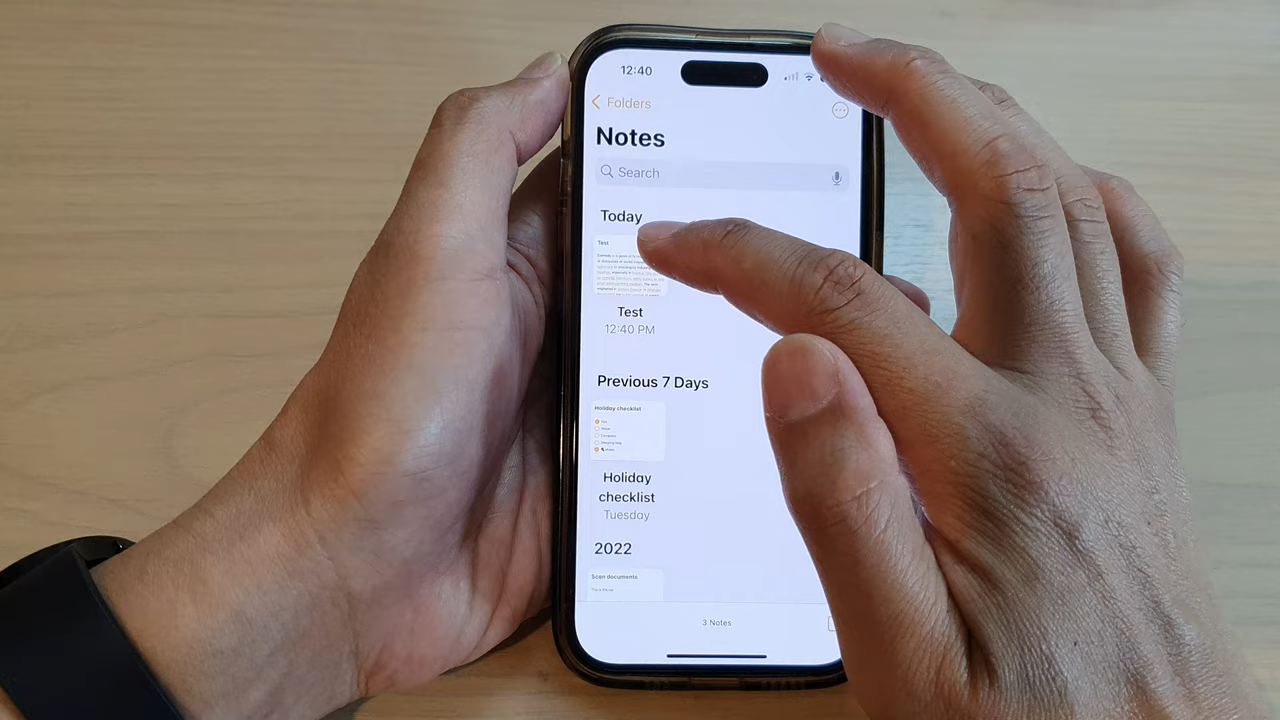 12:40
Folders
Notes
Search
Today
Test
Test
12:40 PM
Previous 7 Days
Holiday checklist
Holiday
checklist
Tuesday
2022
Scan documents
3 Notes